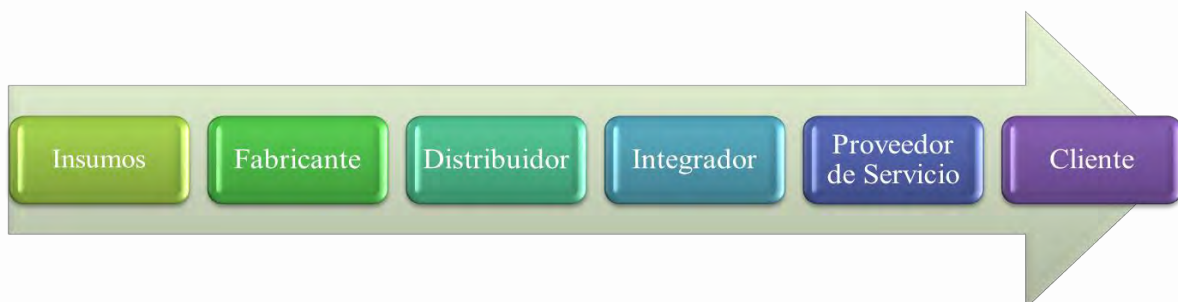 Insumos
Fabricante
Distribuidor
Integrador
Proveedor
de Servicio
Cliente